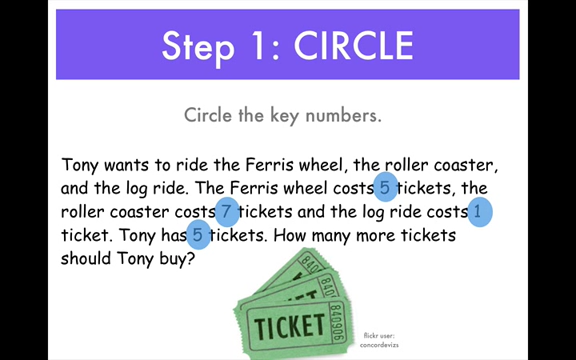 Step 1: CIRCLE
Circle the key numbers.
Tony wants to ride the Ferris wheel, the roller coaster,
and the log ride. The Ferris wheel costs 5 tickets, the
roller coaster costs 7 tickets and the log ride costs 1
ticket. Tony has 5 tickets. How many more tickets
should Tony buy?
TICKET
840906
flickr user:
concordevizs